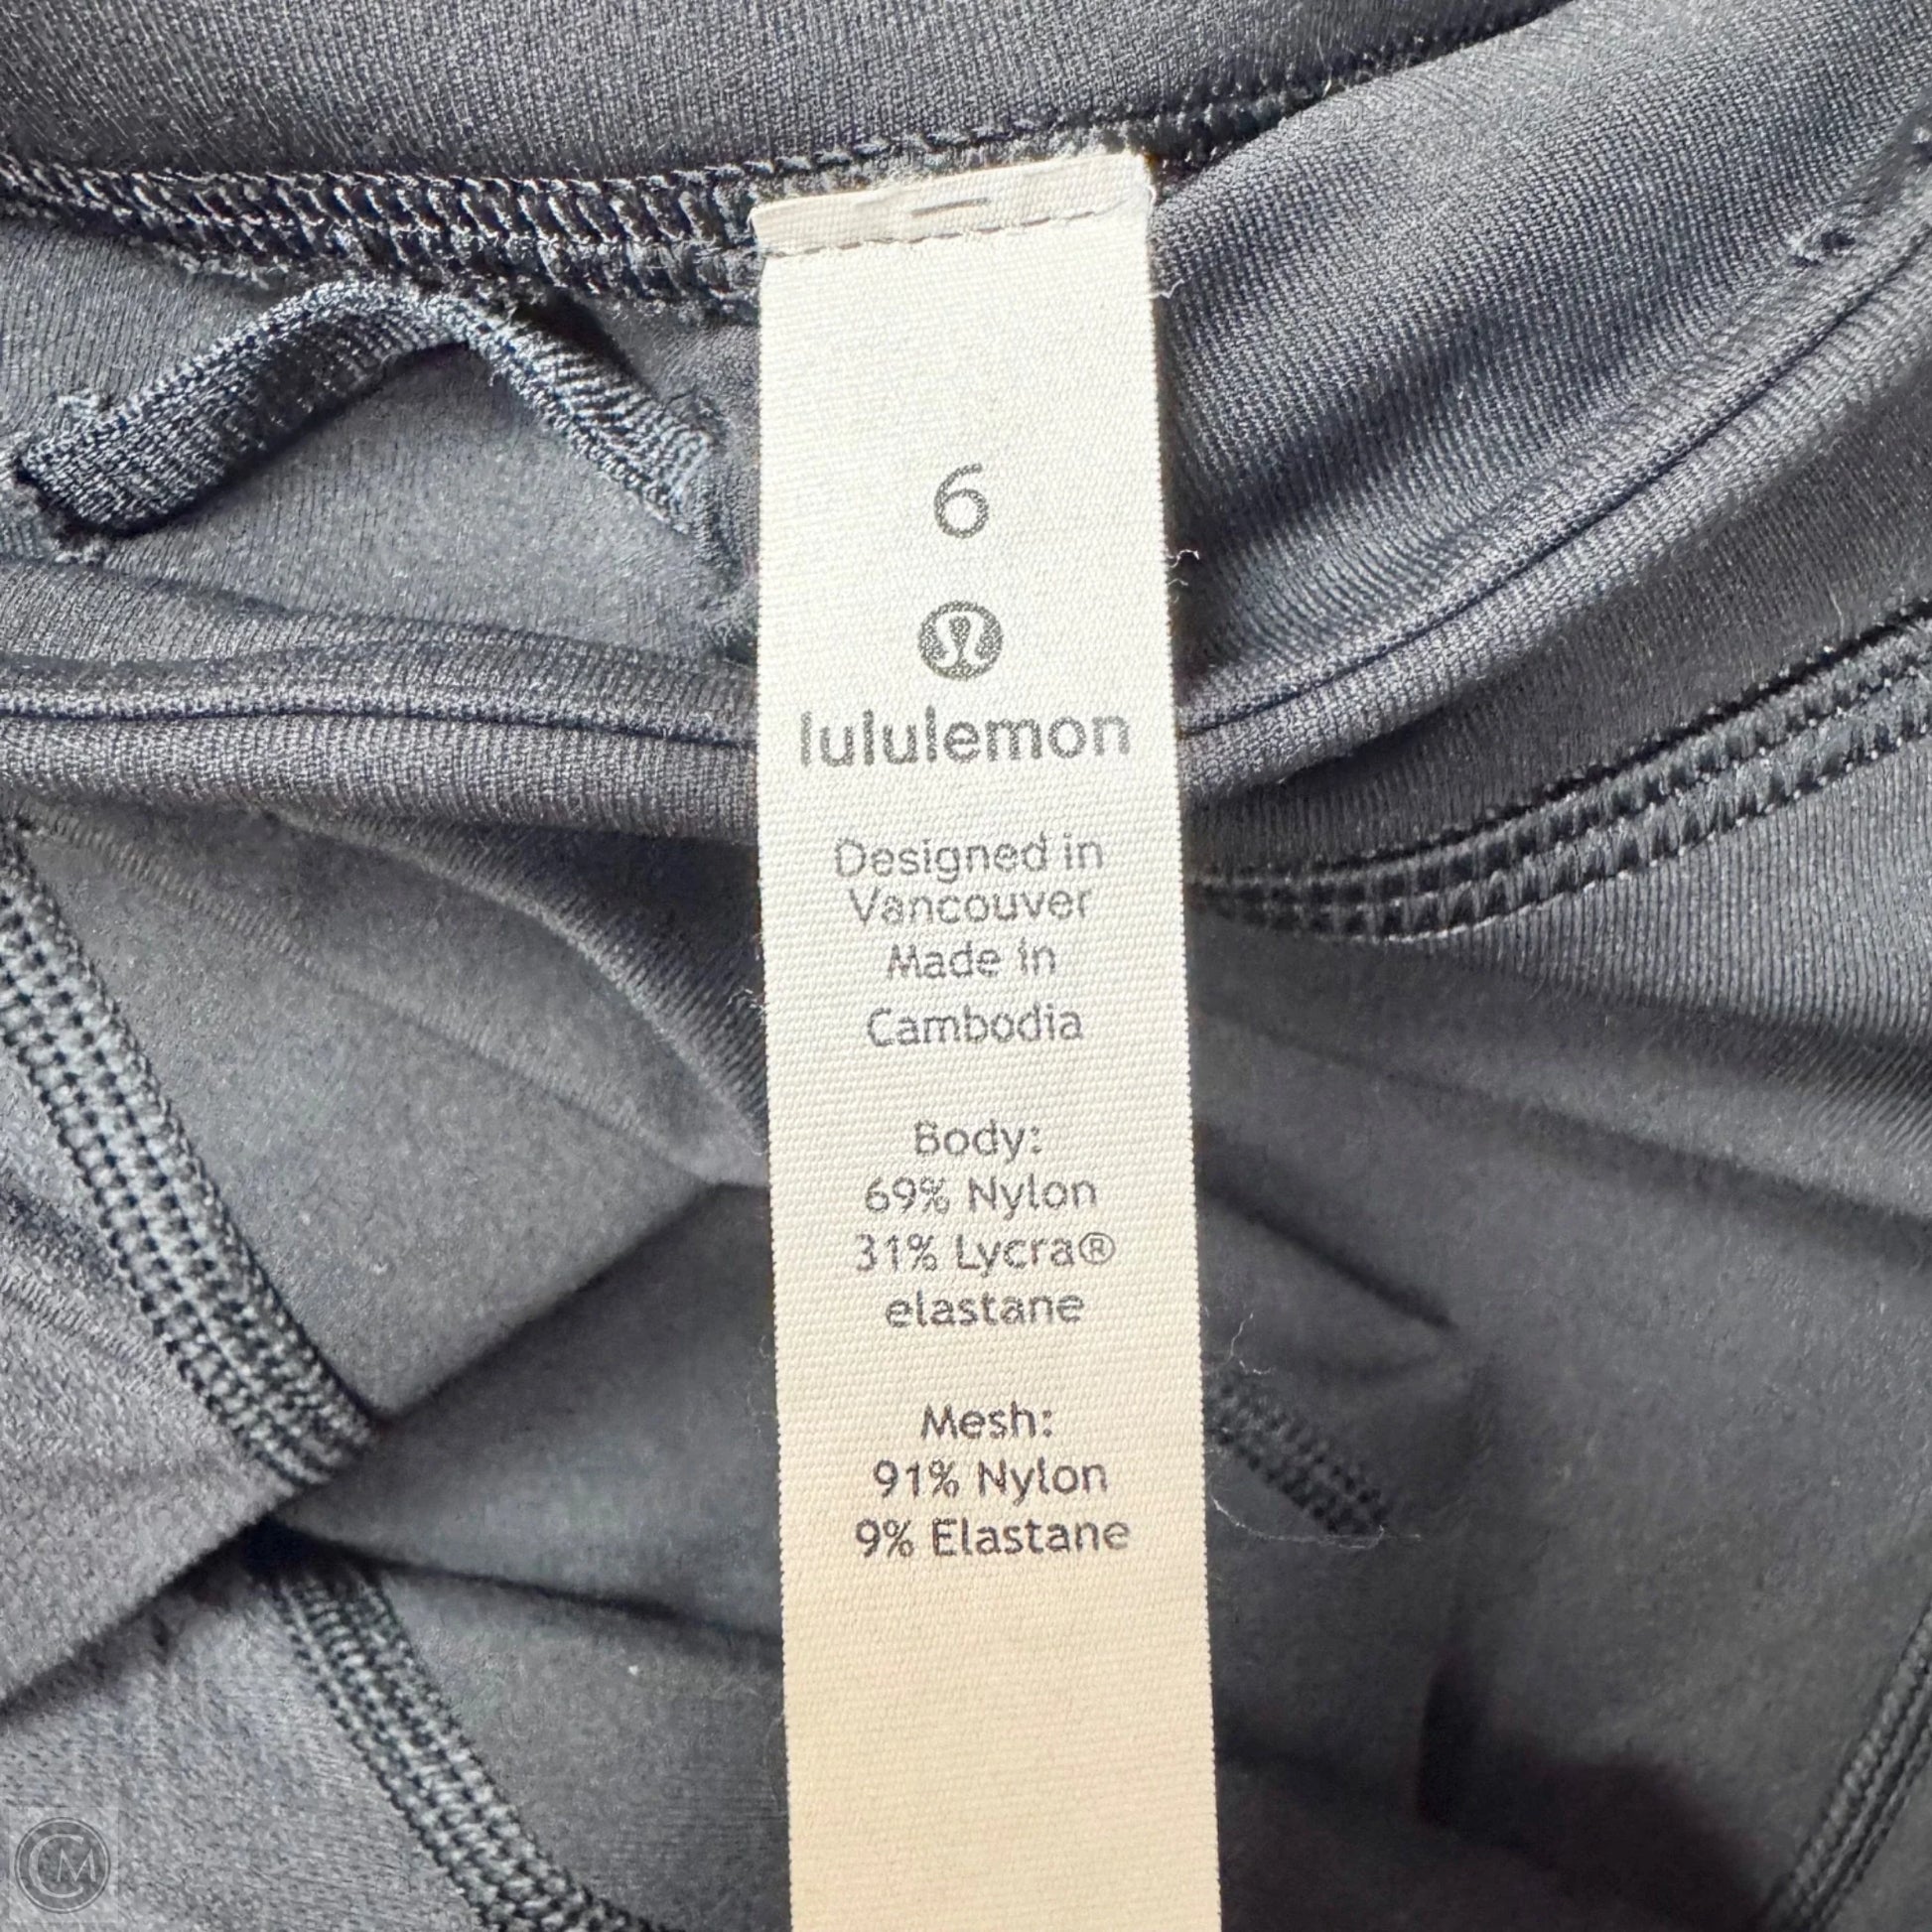 6
lululemon
Designed in
Vancouver
Made in
Cambodia
Body:
69% Nylon
31% Lycra®
elastane
Mesh:
91% Nylon
9% Elastane
CM